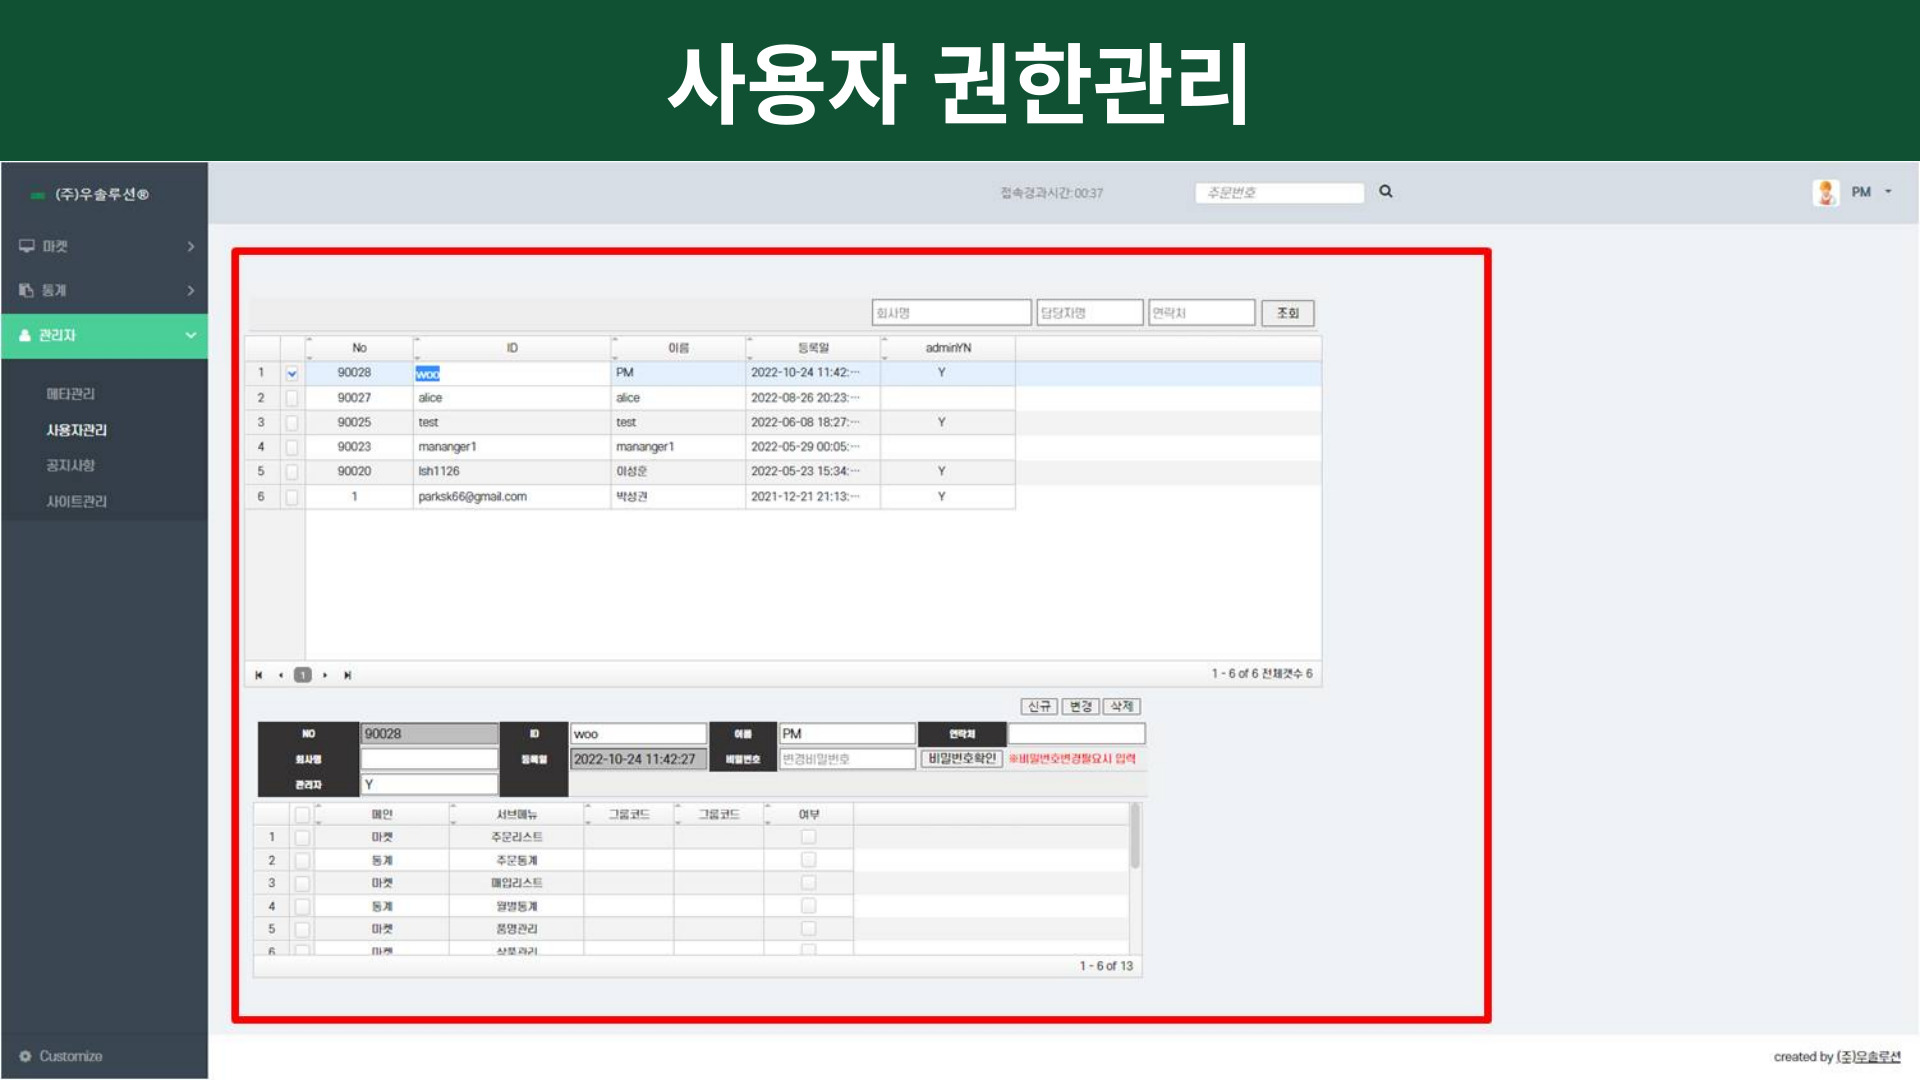 사용자 권한관리
(주)우솔루션®
접속경과시간:00:37
주문번호
PM
마켓
통계
관리자
메타관리
사용자관리
공지사항
사이트관리
회사명 담당자명 연락처 조회
No ID 이름 등록일 adminYN
1 90028 woo PM 2022-10-24 11:42:··· Y
2 90027 alice alice 2022-08-26 20:23:···
3 90025 test test 2022-06-08 18:27:··· Y
4 90023 mananger1 mananger1 2022-05-29 00:05:···
5 90020 lsh1126 이성훈 2022-05-23 15:34:··· Y
6 1 parksk66@gmail.com 박성권 2021-12-21 21:13:··· Y
1
1 - 6 of 6 전체갯수 6
신규 변경 삭제
NO 90028 ID woo 이름 PM 연락처
회사명 등록일 2022-10-24 11:42:27 비밀번호 변경비밀번호 비밀번호확인 ※비밀번호변경필요시 입력
관리자 Y
메인 서브메뉴 그룹코드 그룹코드 여부
1 마켓 주문리스트
2 통계 주문통계
3 마켓 매입리스트
4 통계 월별통계
5 마켓 품명관리
6 마켓 상품관리
1 - 6 of 13
Customize
created by (주)우솔루션